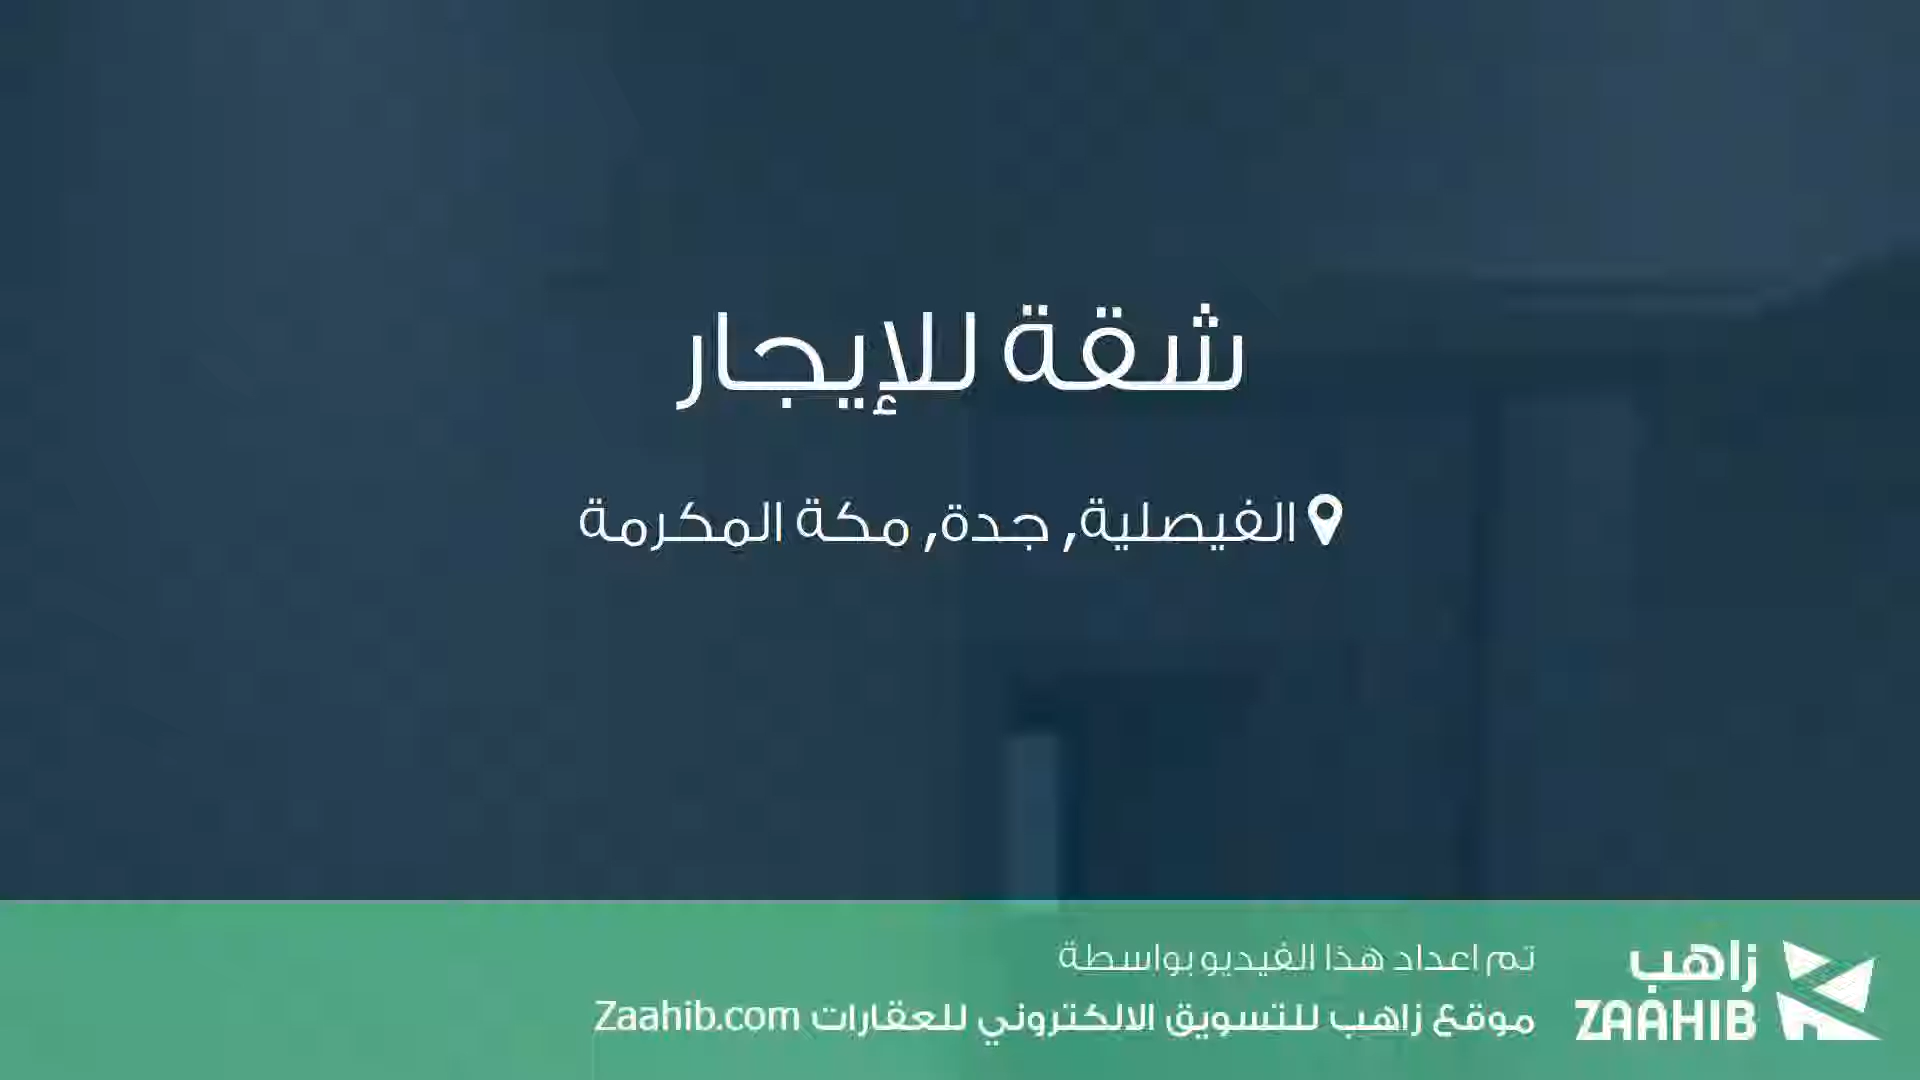 شقة للإيجار
الفيصلية, جدة, مكة المكرمة
تم اعداد هذا الفيديو بواسطة
موقع زاهب للتسويق الالكتروني للعقارات Zaahib.com
زاهب
ZAAHIB